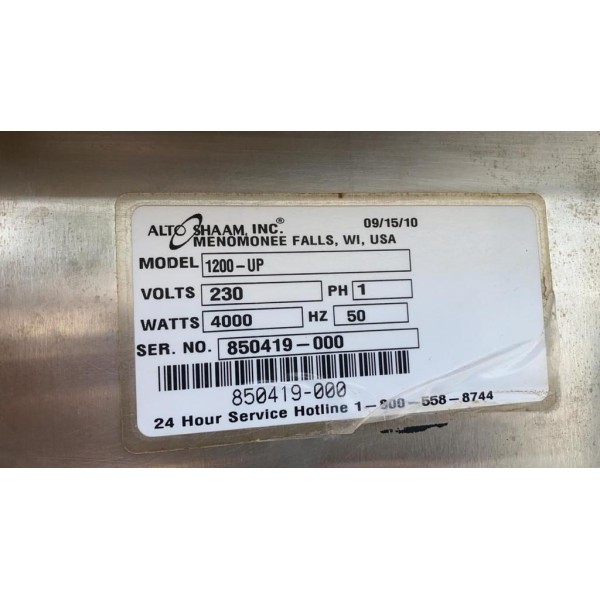 ALTO SHAAM, INC.® 09/15/10
MENOMONEE FALLS, WI, USA
MODEL 1200-UP
VOLTS 230 PH 1
WATTS 4000 HZ 50
SER. NO. 850419-000
850419-000
24 Hour Service Hotline 1-800-558-8744